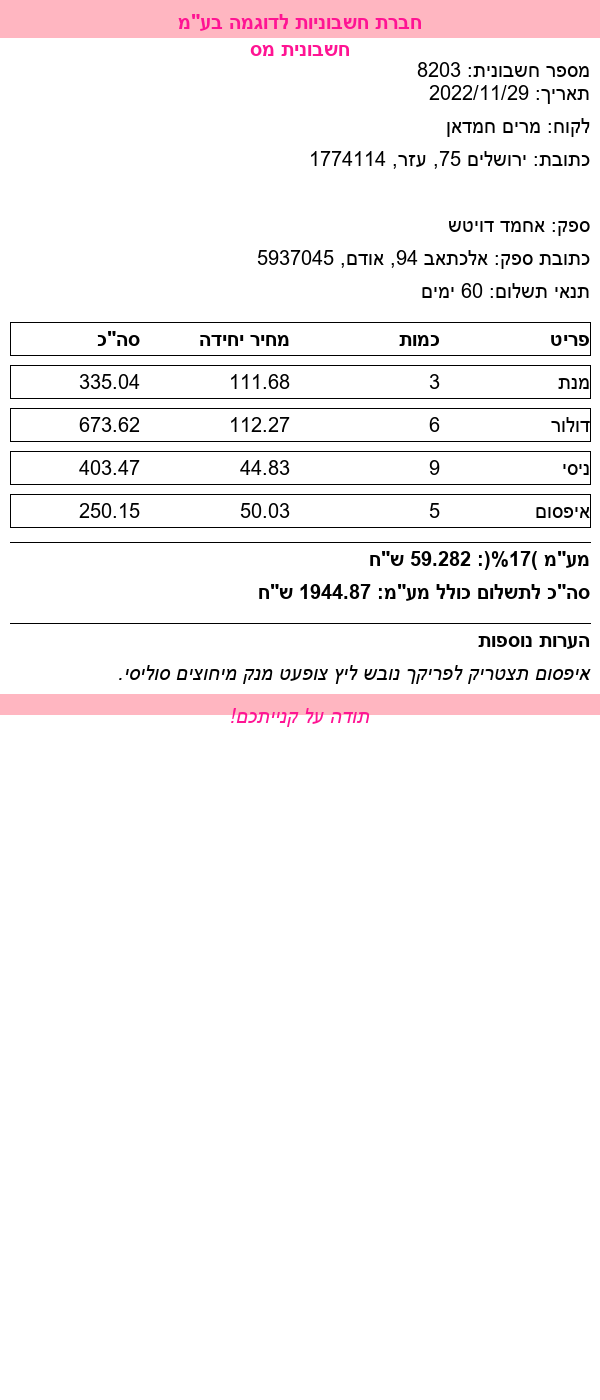 חברת חשבוניות לדוגמה בע"מ
חשבונית מס
מספר חשבונית: 8203
תאריך: 2022/11/29
לקוח: מרים חמדאן
כתובת: ירושלים 75, עזר, 1774114
ספק: אחמד דויטש
כתובת ספק: אלכתאב 94, אודם, 5937045
תנאי תשלום: 60 ימים
פריט כמות מחיר יחידה סה"כ
מנת 3 111.68 335.04
דולור 6 112.27 673.62
ניסי 9 44.83 403.47
איפסום 5 50.03 250.15
מע"מ )17%(: 59.282 ש"ח
סה"כ לתשלום כולל מע"מ: 1944.87 ש"ח
הערות נוספות
איפסום תצטריק לפריקך נובש ליץ צופעט מנק מיחוצים סוליסי.
תודה על קנייתכם!